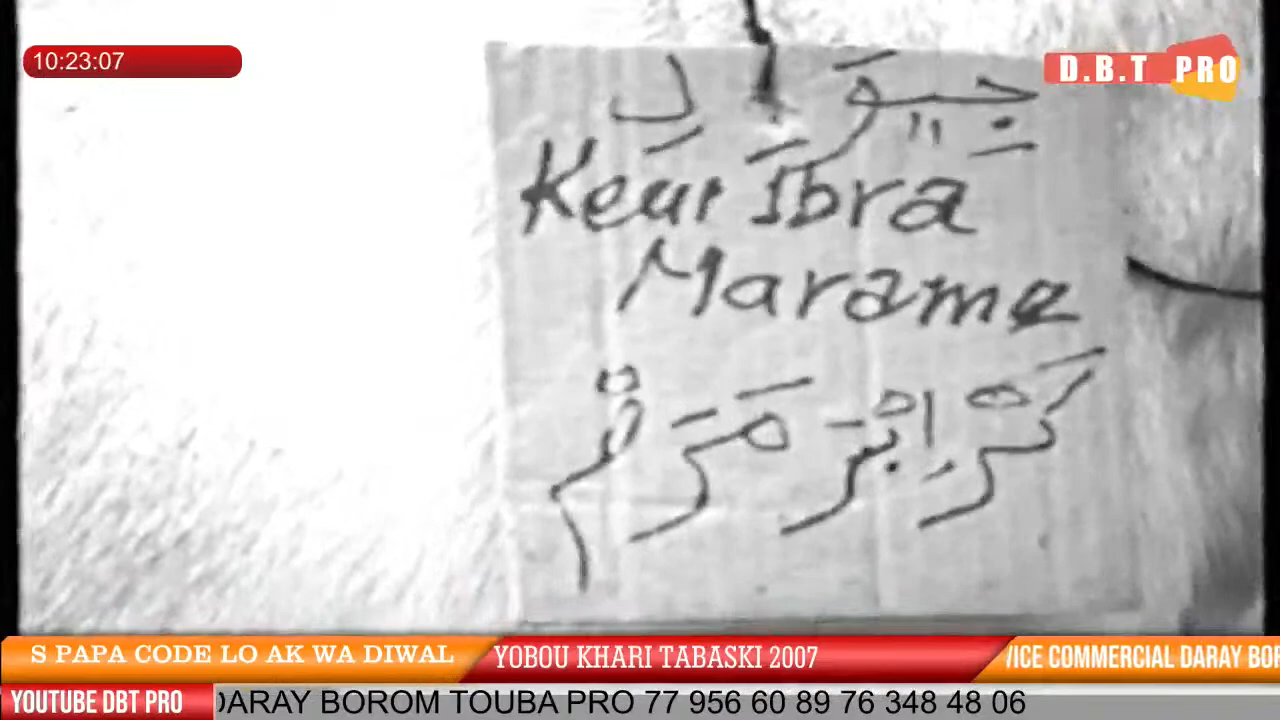 10:23:07
D.B.T PRO
Keur Ibra
Marame
كَرْ اِبْرَ مَرَمْ
S PAPA CODE LO AK WA DIWAL
YOBOU KHARI TABASKI 2007
VICE COMMERCIAL DARAY BOR
YOUTUBE DBT PRO
DARAY BOROM TOUBA PRO 77 956 60 89 76 348 48 06